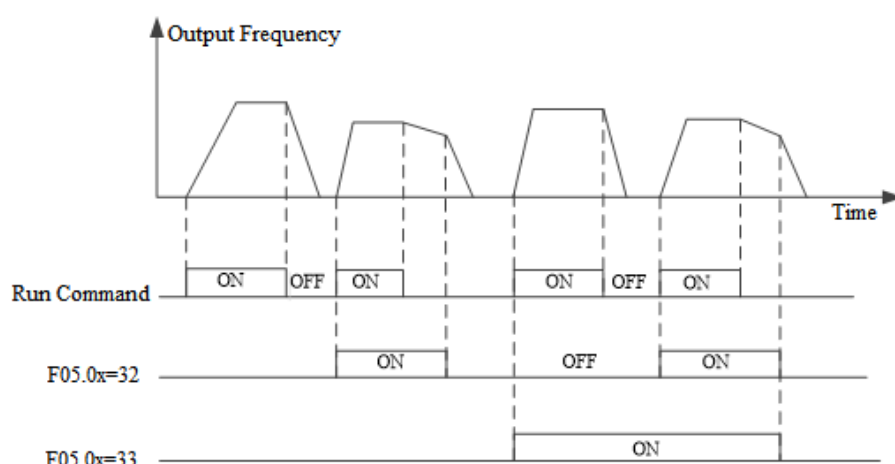 Output Frequency
Time
Run Command
ON OFF ON ON OFF ON
F05.0x=32
ON OFF ON
F05.0x=33
ON